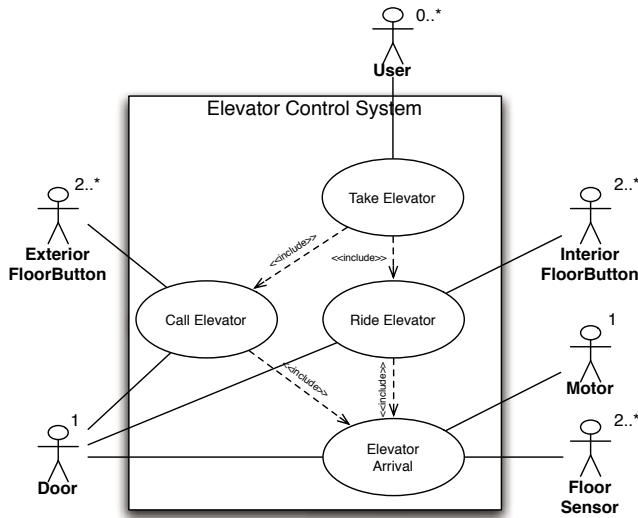 0..*
User
Elevator Control System
Take Elevator
2..*
Exterior
FloorButton
2..*
Interior
FloorButton
<<include>>
<<include>>
Call Elevator
Ride Elevator
<<include>>
<<include>>
1
Motor
1
Door
Elevator
Arrival
2..*
Floor
Sensor